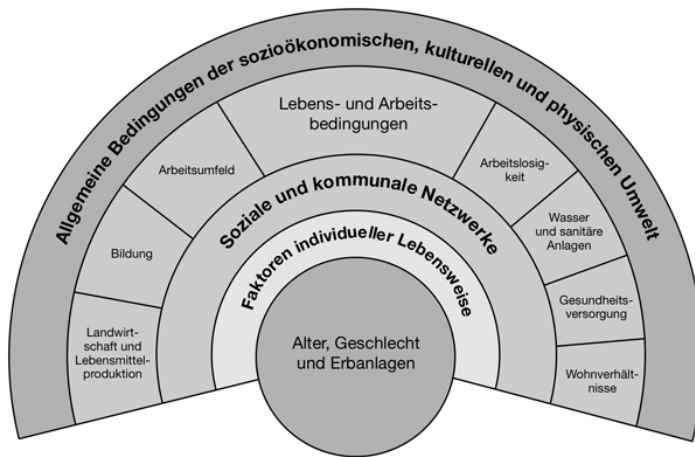 Allgemeine Bedingungen der sozioökonomischen, kulturellen und physischen Umwelt
Lebens- und Arbeits-
bedingungen
Arbeitsumfeld
Arbeitslosig-
keit
Bildung
Wasser
und sanitäre
Anlagen
Landwirt-
schaft und
Lebensmittel-
produktion
Gesundheits-
versorgung
Wohnverhält-
nisse
Soziale und kommunale Netzwerke
Faktoren individueller Lebensweise
Alter, Geschlecht
und Erbanlagen